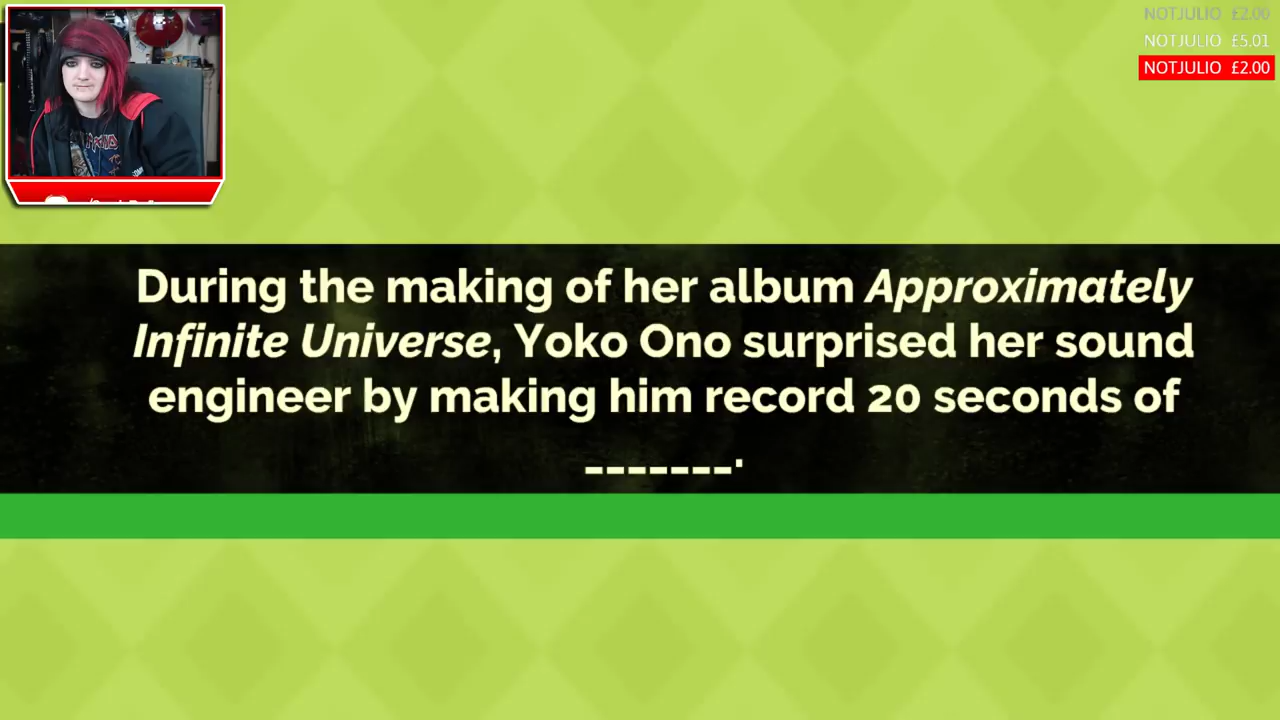 NOTJULIO £2.00
NOTJULIO £5.01
NOTJULIO £2.00
During the making of her album Approximately
Infinite Universe, Yoko Ono surprised her sound
engineer by making him record 20 seconds of
_______.